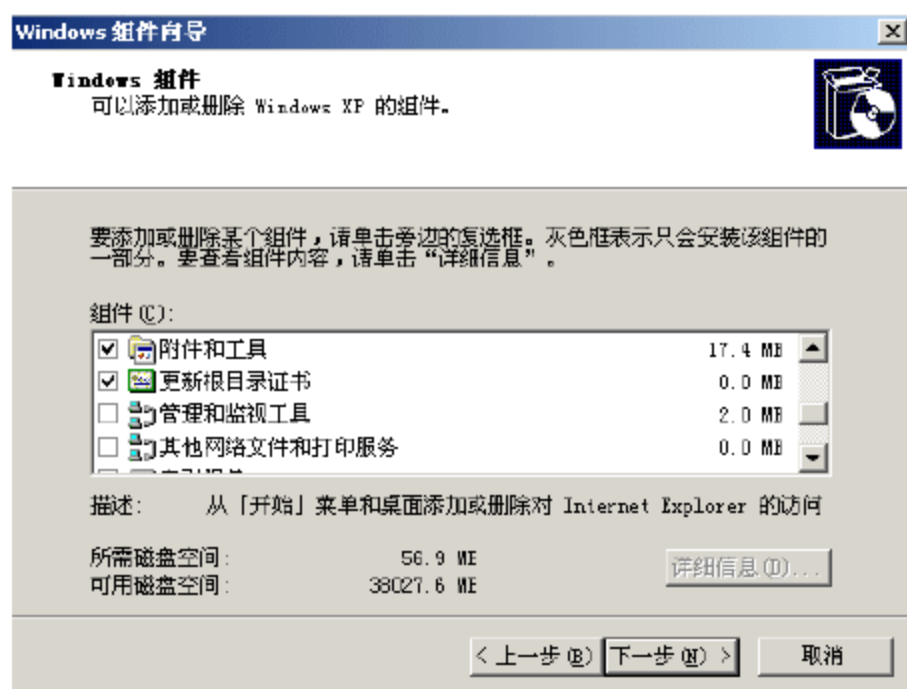 Windows 组件向导
Windows 组件
可以添加或删除 Windows XP 的组件。
要添加或删除某个组件，请单击旁边的复选框。灰色框表示只会安装该组件的
一部分。要查看组件内容，请单击“详细信息”。
组件(C):
附件和工具 17.4 MB
更新根目录证书 0.0 MB
管理和监视工具 2.0 MB
其他网络文件和打印服务 0.0 MB
描述: 从「开始」菜单和桌面添加或删除对 Internet Explorer 的访问
所需磁盘空间: 56.9 MB
可用磁盘空间: 38027.6 MB
详细信息(D)...
< 上一步(B) 下一步(N) > 取消